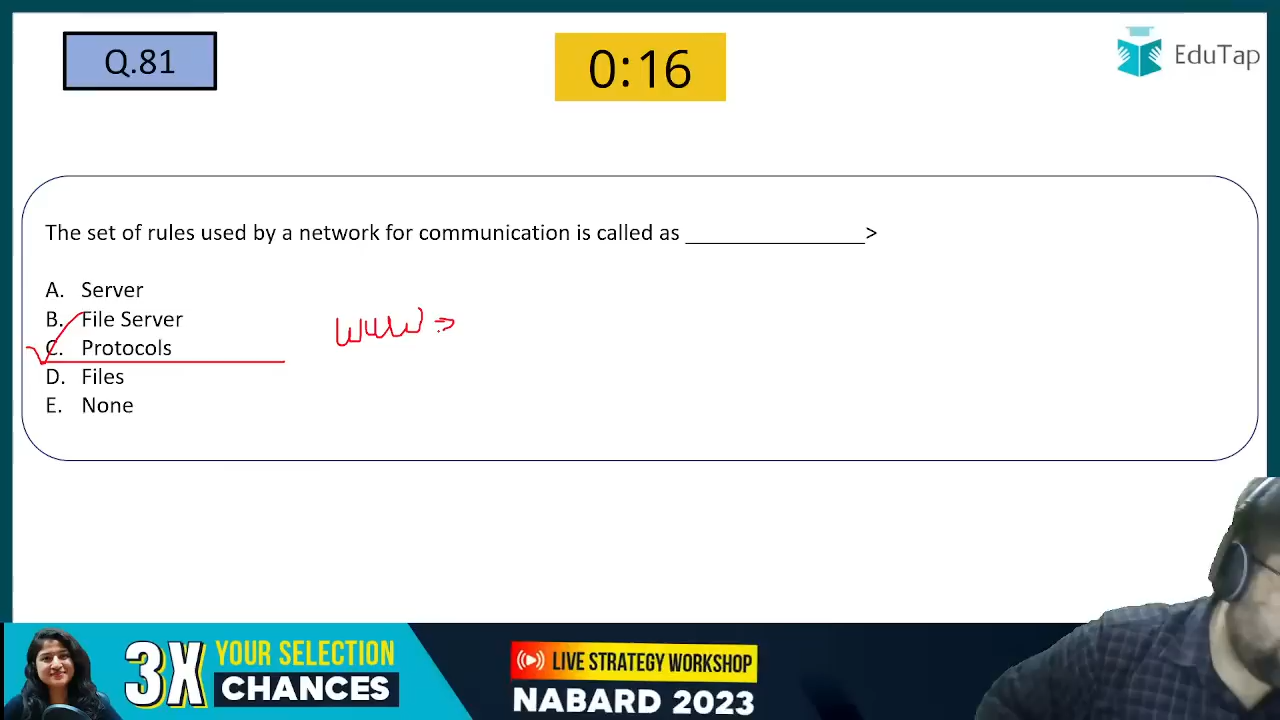 Q.81
0:16
EduTap
The set of rules used by a network for communication is called as _______________>
A. Server
B. File Server
C. Protocols
D. Files
E. None
WWW →
3X YOUR SELECTION CHANCES
LIVE STRATEGY WORKSHOP
NABARD 2023